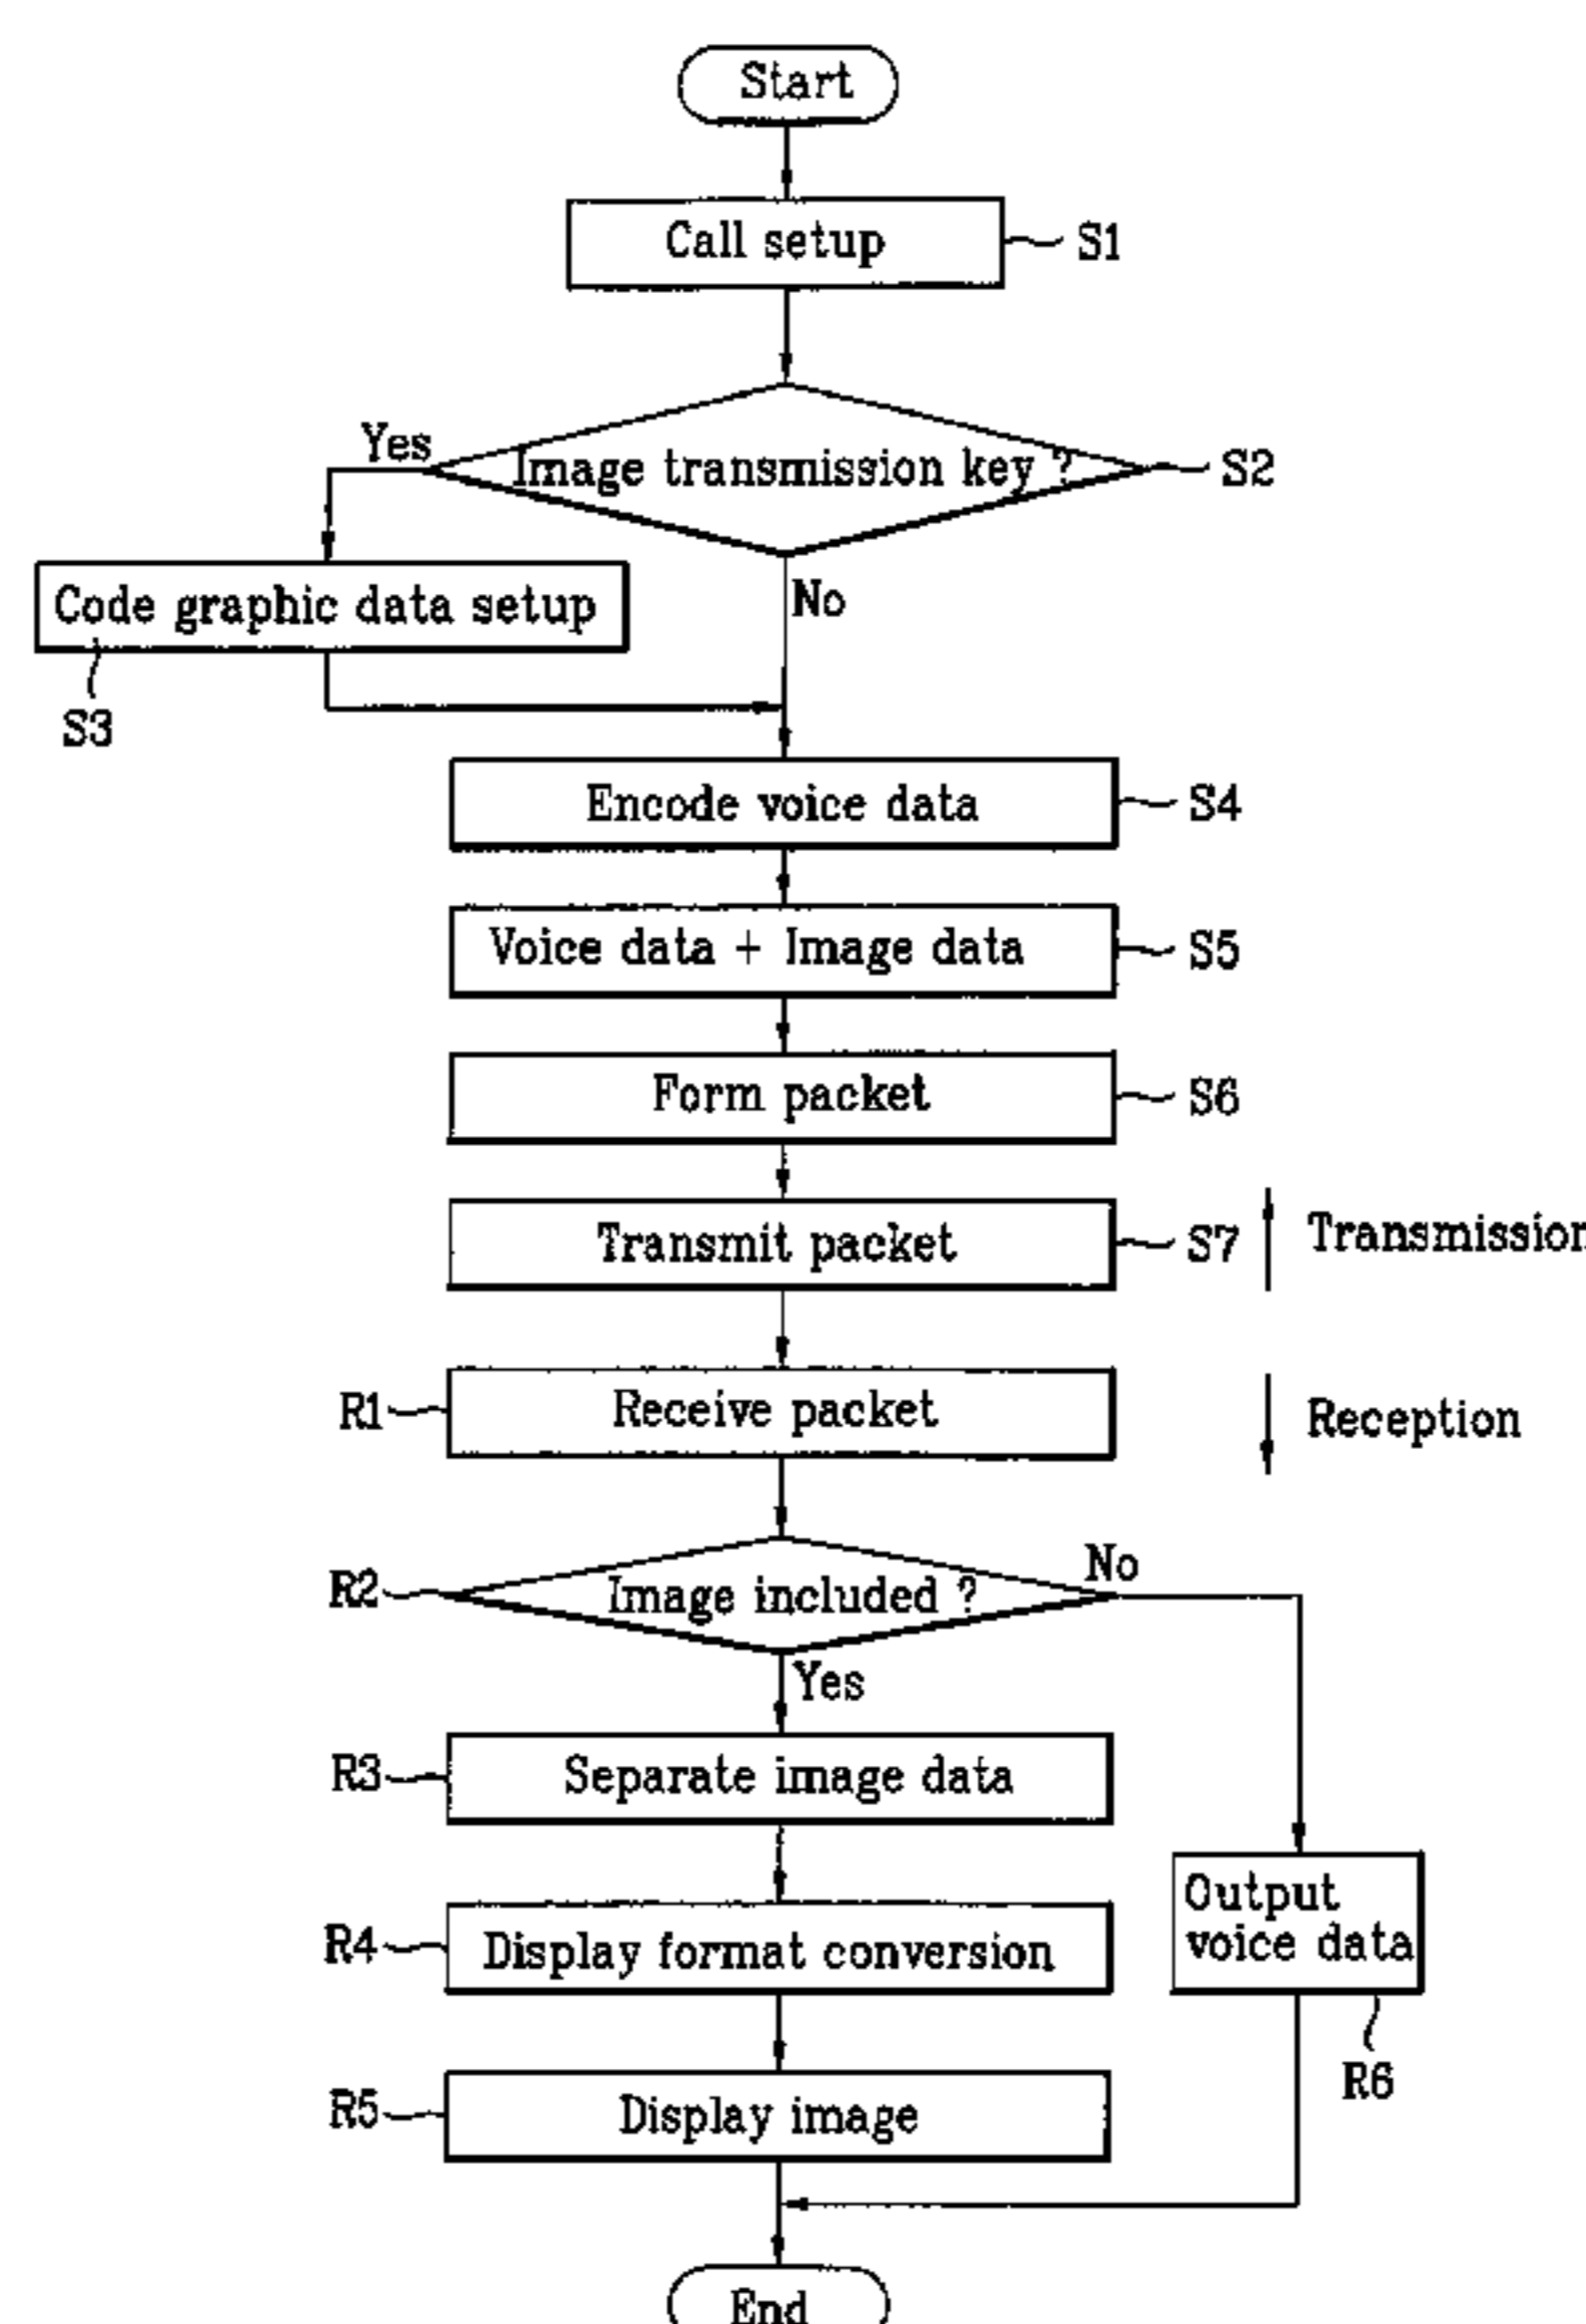 Start
Call setup
S1
Yes
Image transmission key ?
S2
Code graphic data setup
No
S3
Encode voice data
S4
Voice data + Image data
S5
Form packet
S6
Transmit packet
S7
Transmission
R1
Receive packet
Reception
R2
Image included ?
No
Yes
R3
Separate image data
Output
voice data
R4
Display format conversion
R6
R5
Display image
End